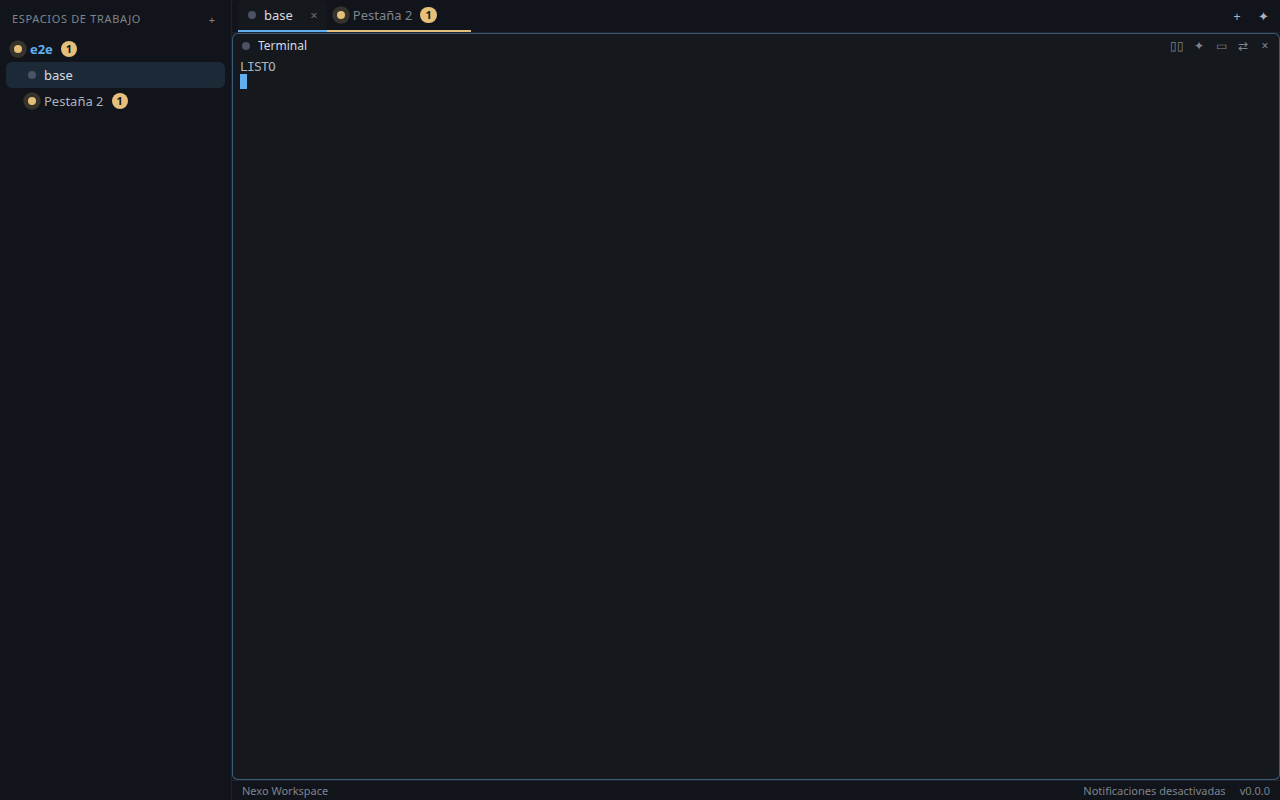 ESPACIOS DE TRABAJO +
e2e 1
base
Pestaña 2 1
base ×
Pestaña 2 1
+ ✦
Terminal
▯▯ ✦ ▭ ⇄ ×
LISTO
Nexo Workspace
Notificaciones desactivadas v0.0.0